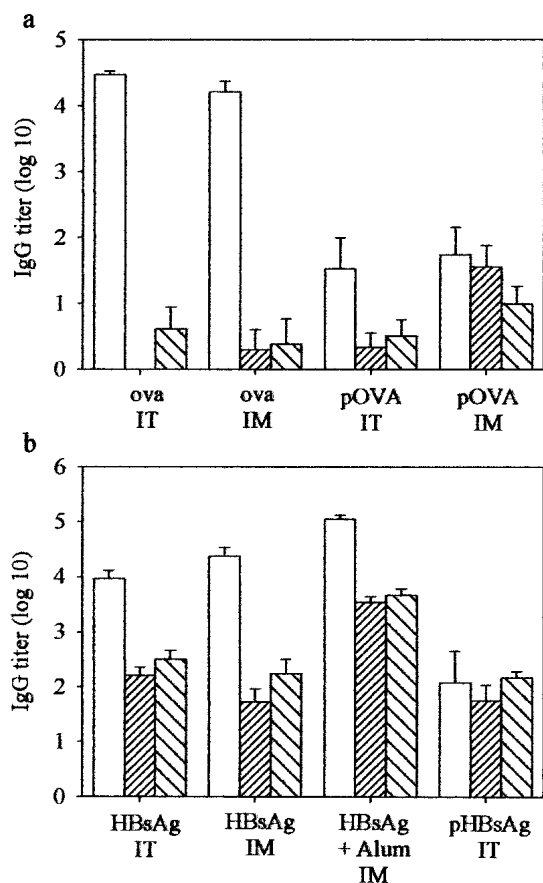 a
IgG titer (log 10)
5
4
3
2
1
0
ova IT
ova IM
pOVA IT
pOVA IM
b
IgG titer (log 10)
6
5
4
3
2
1
0
HBsAg IT
HBsAg IM
HBsAg + Alum IM
pHBsAg IT